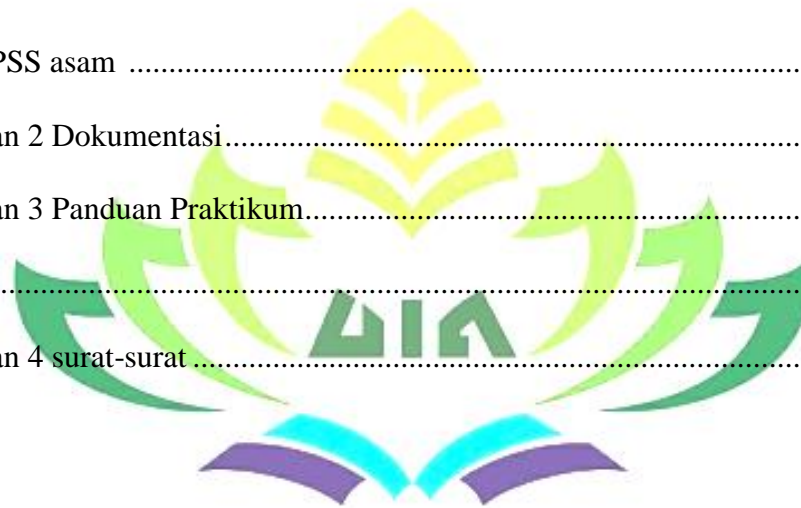 PSS asam ........................................................................
an 2 Dokumentasi..............................................................
an 3 Panduan Praktikum.....................................................
........................................................................................
UIN
an 4 surat-surat .................................................................